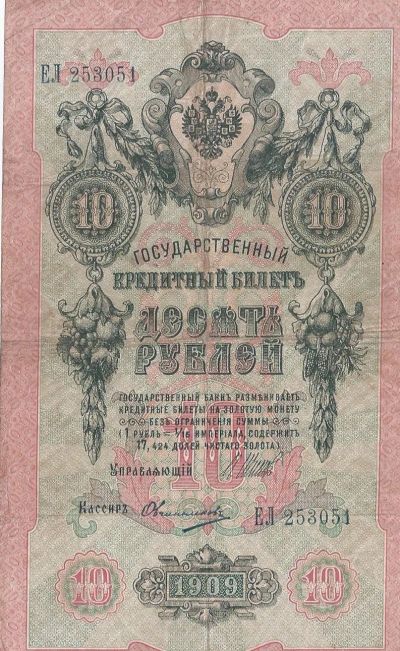 ЕЛ 253051
10 10
ГОСУДАРСТВЕННЫЙ
КРЕДИТНЫЙ БИЛЕТЪ
ДЕСЯТЬ
РУБЛЕЙ
ГОСУДАРСТВЕННЫЙ БАНКЪ РАЗМѢНИВАЕТЪ
КРЕДИТНЫЕ БИЛЕТЫ НА ЗОЛОТУЮ МОНЕТУ
БЕЗЪ ОГРАНИЧЕНІЯ СУММЫ
(1 РУБЛЬ = 1/15 ИМПЕРІАЛА, СОДЕРЖИТЪ
17,424 ДОЛЕЙ ЧИСТАГО ЗОЛОТА).
10
УПРАВЛЯЮЩІЙ
Кассиръ Овчинниковъ
ЕЛ 253051
10 1909 10